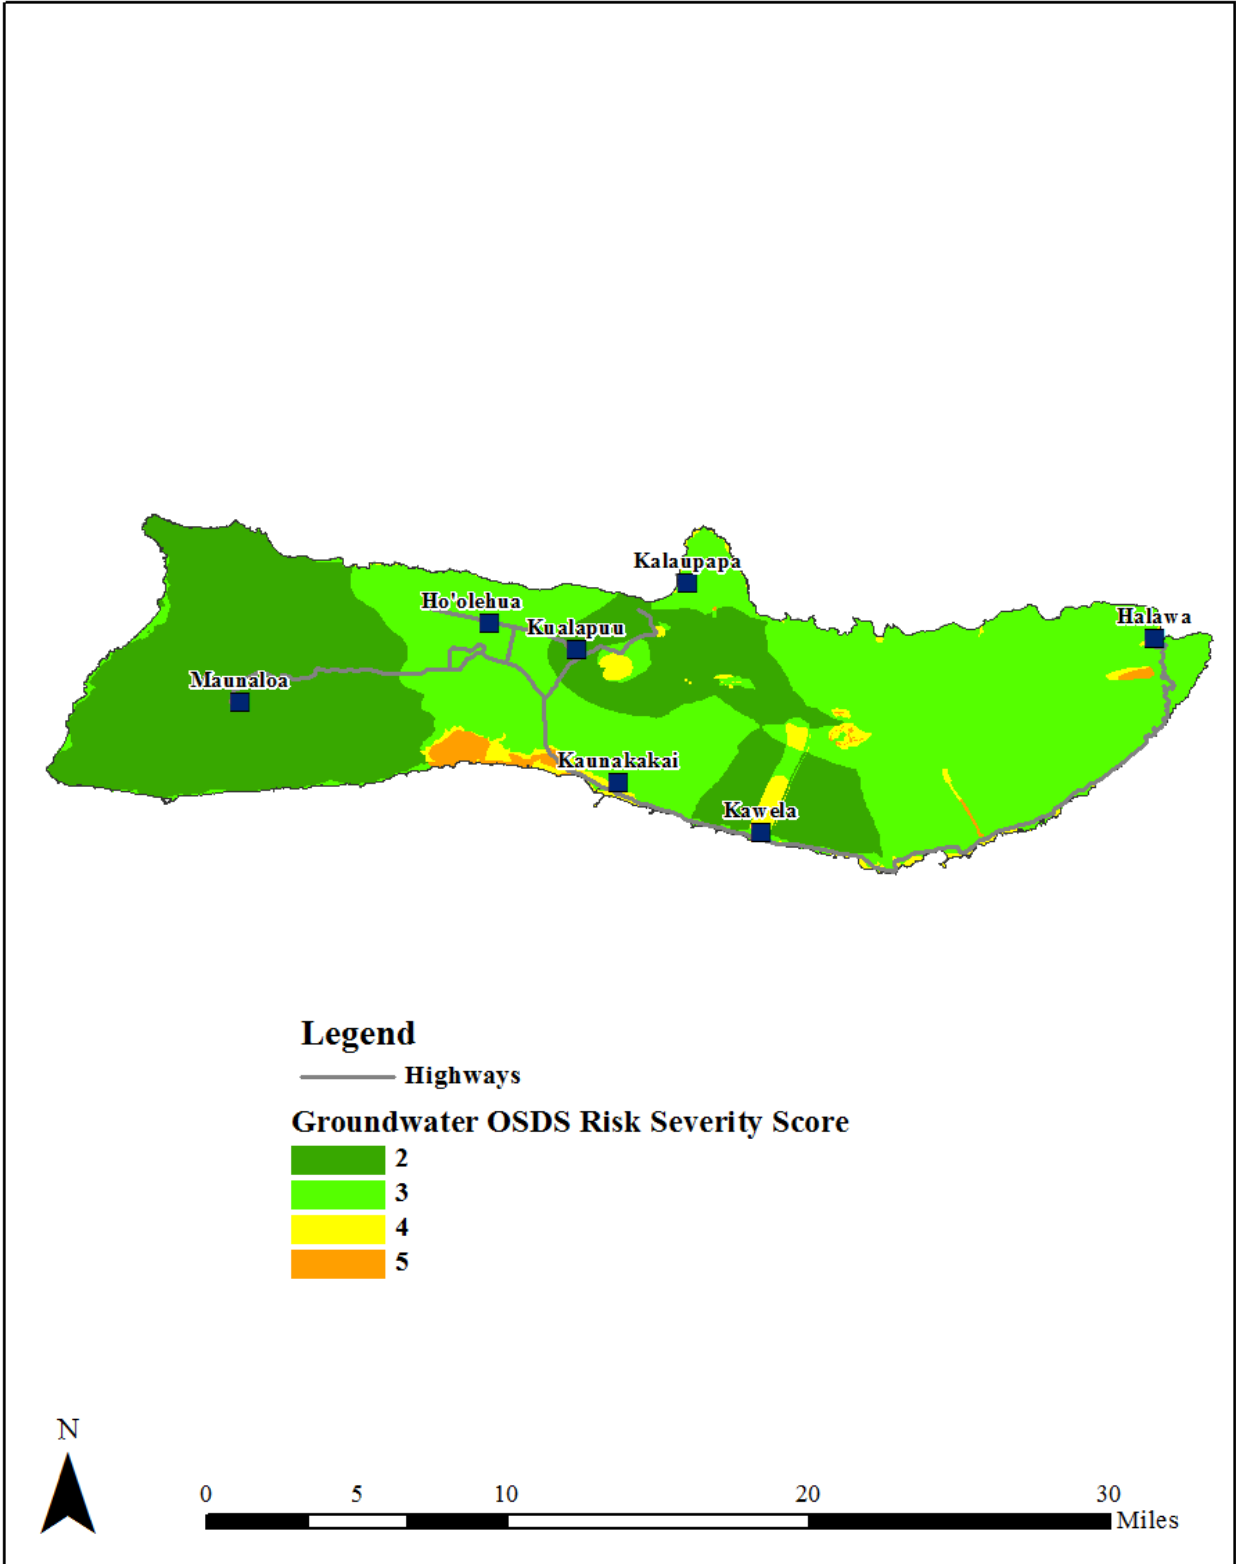 Kalaupapa
Ho'olehua
Halawa
Kualapuu
Maunaloa
Kaunakakai
Kawela
Legend
Highways
Groundwater OSDS Risk Severity Score
2
3
4
5
N
0 5 10 20 30
Miles